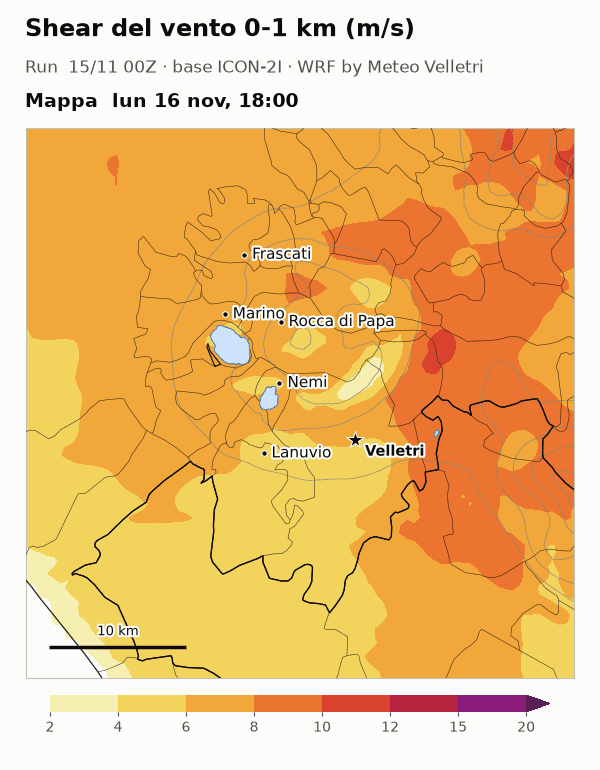 Shear del vento 0-1 km (m/s)
Run 15/11 00Z · base ICON-2I · WRF by Meteo Velletri
Mappa lun 16 nov, 18:00
Frascati
Marino
Rocca di Papa
Nemi
Velletri
Lanuvio
10 km
2 4 6 8 10 12 15 20